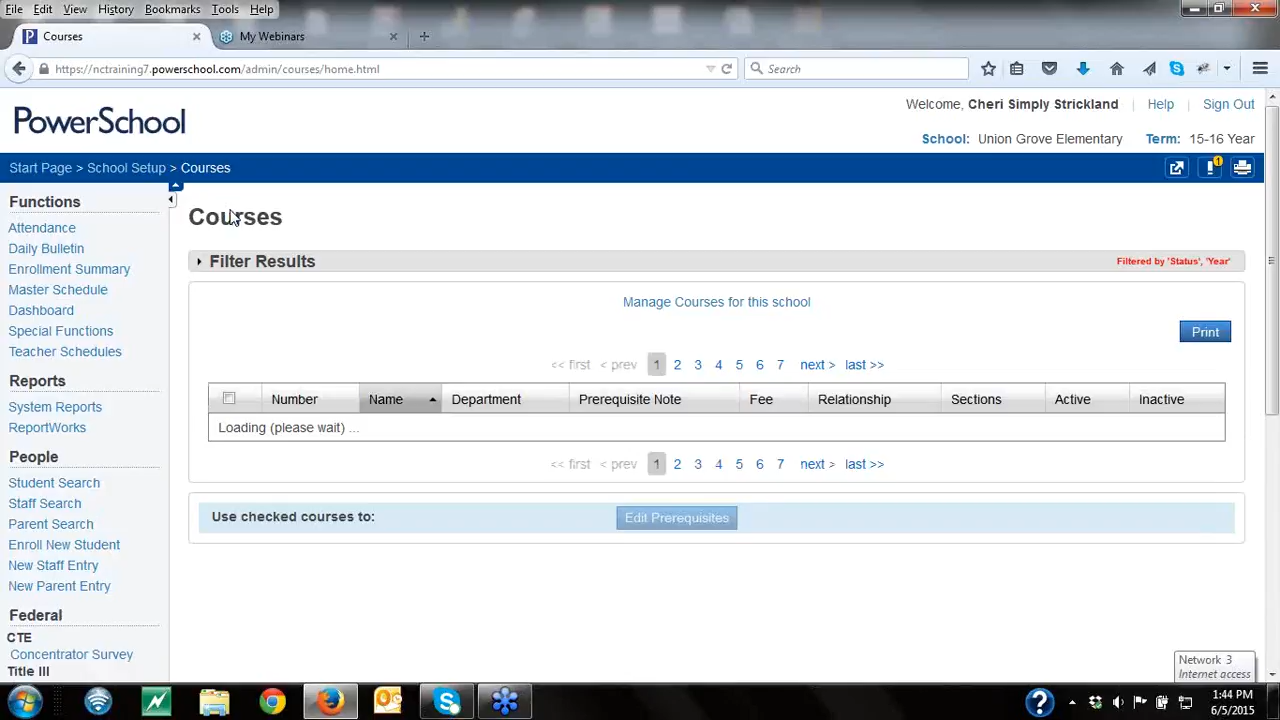 File Edit View History Bookmarks Tools Help
Courses × My Webinars × +
https://nctraining7.powerschool.com/admin/courses/home.html Search
PowerSchool
Welcome, Cheri Simply Strickland Help Sign Out
School: Union Grove Elementary Term: 15-16 Year
Start Page > School Setup > Courses
1
Functions
Attendance
Daily Bulletin
Enrollment Summary
Master Schedule
Dashboard
Special Functions
Teacher Schedules
Reports
System Reports
ReportWorks
People
Student Search
Staff Search
Parent Search
Enroll New Student
New Staff Entry
New Parent Entry
Federal
CTE
Concentrator Survey
Title III
Courses
Filter Results Filtered by 'Status', 'Year'
Manage Courses for this school
Print
<< first < prev 1 2 3 4 5 6 7 next > last >>
Number Name Department Prerequisite Note Fee Relationship Sections Active Inactive
Loading (please wait) ...
<< first < prev 1 2 3 4 5 6 7 next > last >>
Use checked courses to: Edit Prerequisites
Network 3
Internet access
1:44 PM
6/5/2015